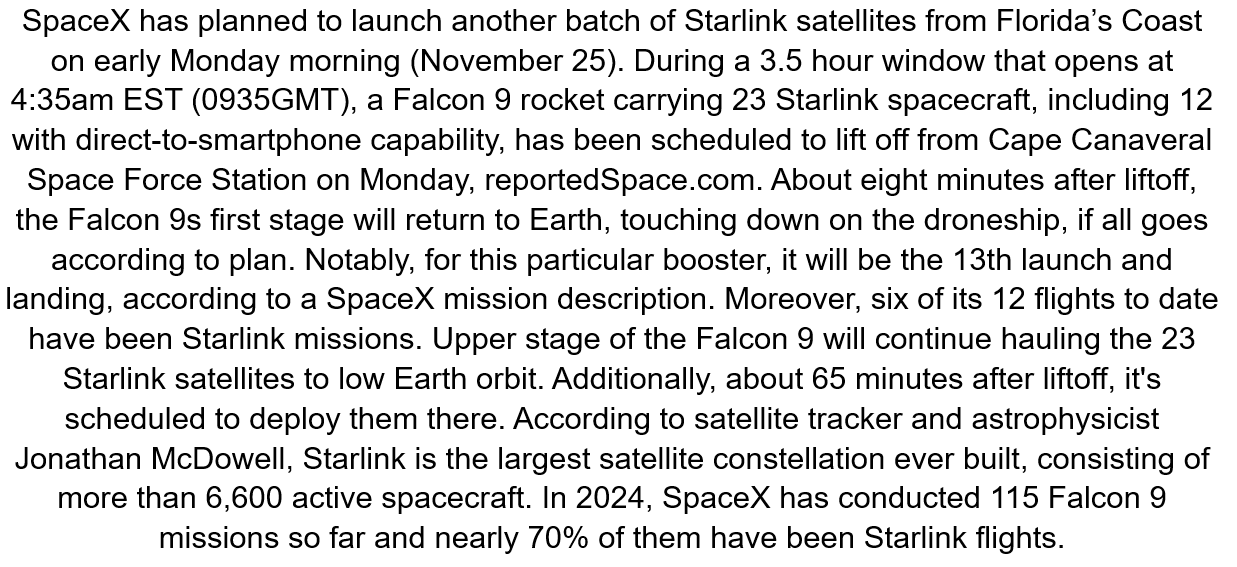 SpaceX has planned to launch another batch of Starlink satellites from Florida’s Coast
on early Monday morning (November 25). During a 3.5 hour window that opens at
4:35am EST (0935GMT), a Falcon 9 rocket carrying 23 Starlink spacecraft, including 12
with direct-to-smartphone capability, has been scheduled to lift off from Cape Canaveral
Space Force Station on Monday, reportedSpace.com. About eight minutes after liftoff,
the Falcon 9s first stage will return to Earth, touching down on the droneship, if all goes
according to plan. Notably, for this particular booster, it will be the 13th launch and
landing, according to a SpaceX mission description. Moreover, six of its 12 flights to date
have been Starlink missions. Upper stage of the Falcon 9 will continue hauling the 23
Starlink satellites to low Earth orbit. Additionally, about 65 minutes after liftoff, it's
scheduled to deploy them there. According to satellite tracker and astrophysicist
Jonathan McDowell, Starlink is the largest satellite constellation ever built, consisting of
more than 6,600 active spacecraft. In 2024, SpaceX has conducted 115 Falcon 9
missions so far and nearly 70% of them have been Starlink flights.